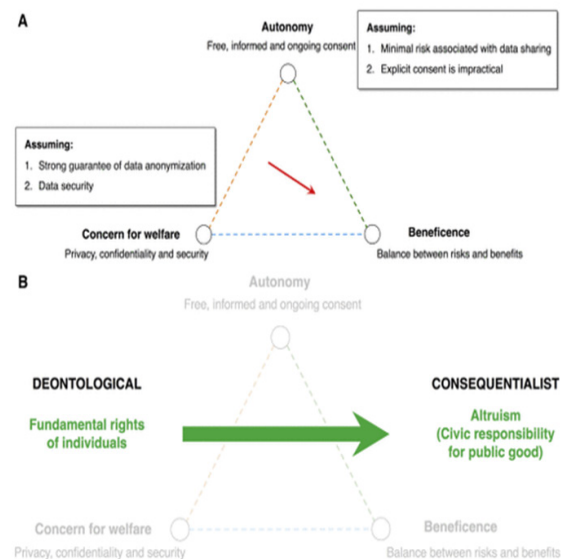 A
Autonomy
Free, informed and ongoing consent
Assuming:
1. Minimal risk associated with data sharing
2. Explicit consent is impractical
Assuming:
1. Strong guarantee of data anonymization
2. Data security
Concern for welfare
Privacy, confidentiality and security
Beneficence
Balance between risks and benefits
B
Autonomy
Free, informed and ongoing consent
DEONTOLOGICAL
Fundamental rights
of individuals
CONSEQUENTIALIST
Altruism
(Civic responsibility
for public good)
Concern for welfare
Privacy, confidentiality and security
Beneficence
Balance between risks and benefits